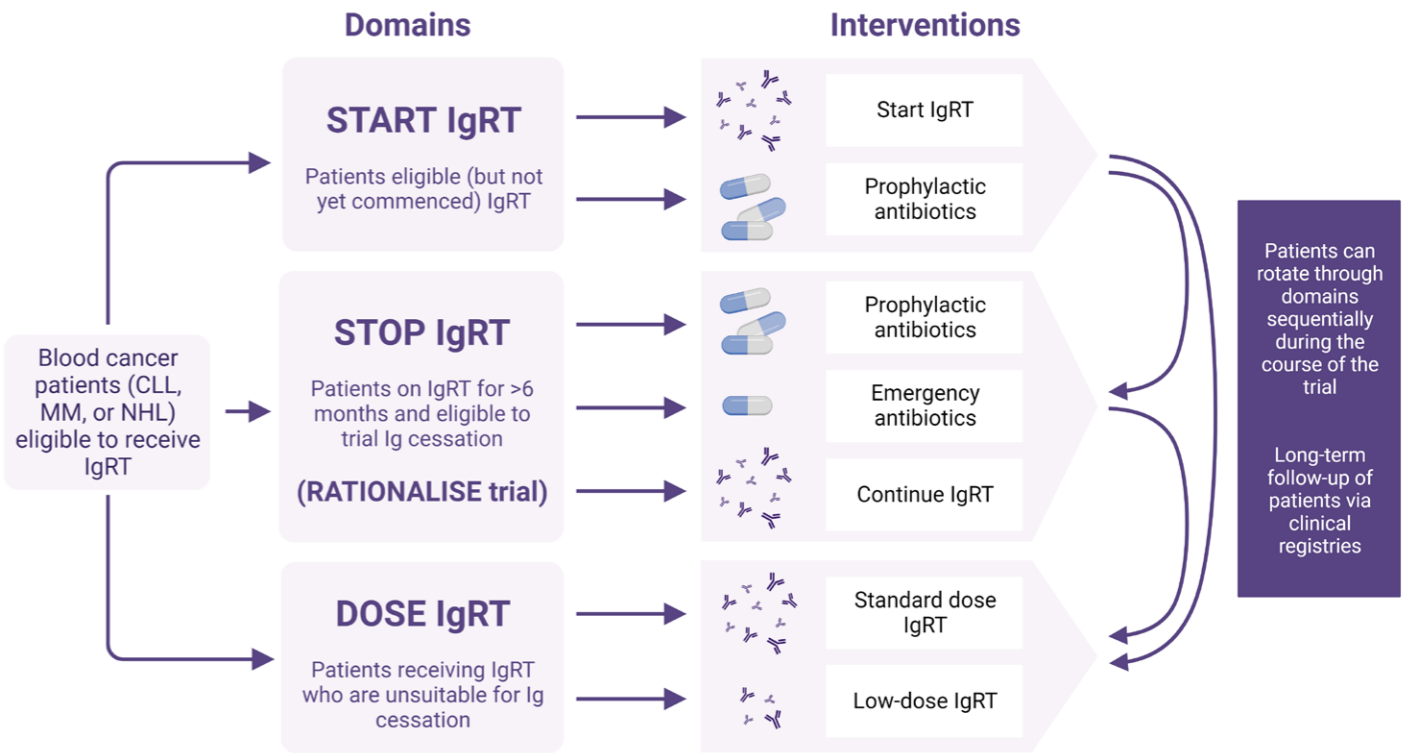 Domains
Interventions
Blood cancer
patients (CLL,
MM, or NHL)
eligible to receive
IgRT
START IgRT
Patients eligible (but not
yet commenced) IgRT
Start IgRT
Prophylactic
antibiotics
STOP IgRT
Patients on IgRT for >6
months and eligible to
trial Ig cessation
(RATIONALISE trial)
Prophylactic
antibiotics
Emergency
antibiotics
Continue IgRT
DOSE IgRT
Patients receiving IgRT
who are unsuitable for Ig
cessation
Standard dose
IgRT
Low-dose IgRT
Patients can
rotate through
domains
sequentially
during the
course of the
trial
Long-term
follow-up of
patients via
clinical
registries